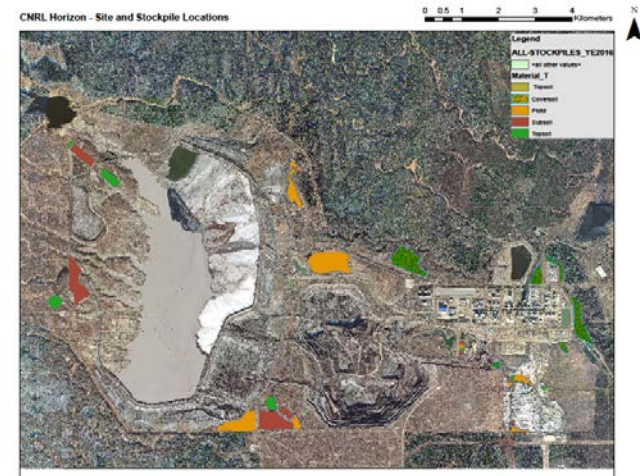 CNRL Horizon - Site and Stockpile Locations
0 0.5 1 2 3 4
Kilometers
N
Legend
ALL-STOCKPILES_YE2016
<all other values>
Material_T
Topsoil
Coversoil
PMM
Subsoil
Topsoil